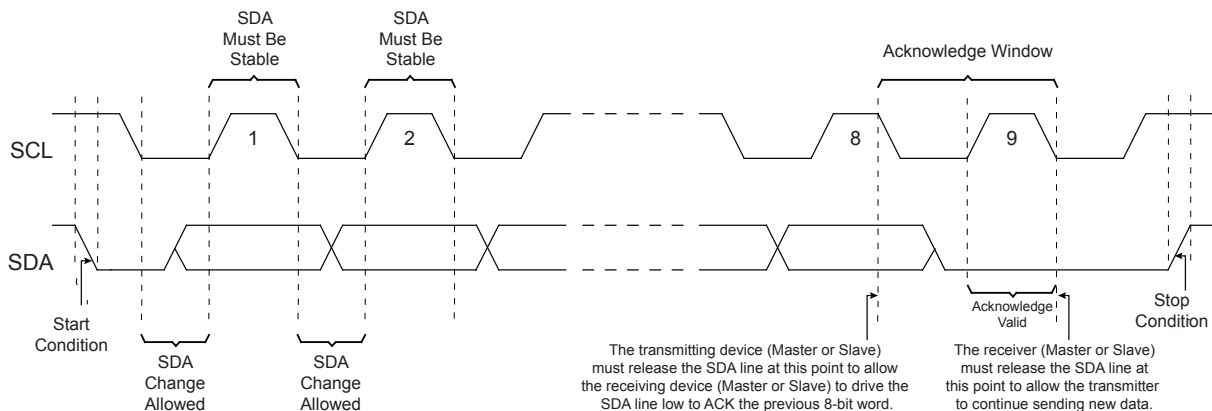 SDA
Must Be
Stable
SDA
Must Be
Stable
Acknowledge Window
SCL
1
2
8
9
SDA
Start
Condition
SDA
Change
Allowed
SDA
Change
Allowed
Acknowledge
Valid
Stop
Condition
The transmitting device (Master or Slave)
must release the SDA line at this point to allow
the receiving device (Master or Slave) to drive the
SDA line low to ACK the previous 8-bit word.
The receiver (Master or Slave)
must release the SDA line at
this point to allow the transmitter
to continue sending new data.